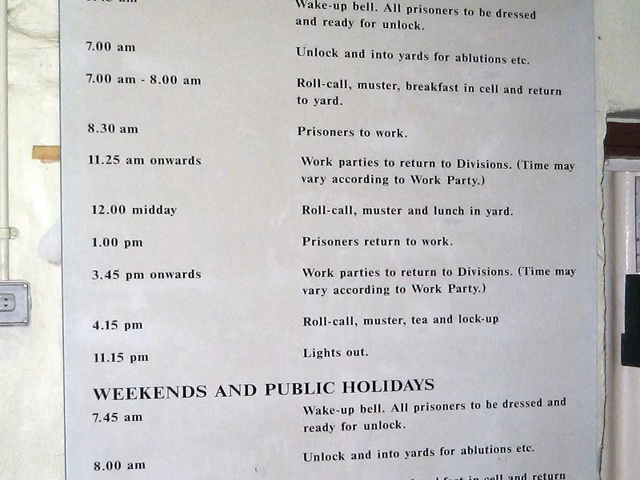 Wake-up bell. All prisoners to be dressed
and ready for unlock.
7.00 am Unlock and into yards for ablutions etc.
7.00 am - 8.00 am Roll-call, muster, breakfast in cell and return
to yard.
8.30 am Prisoners to work.
11.25 am onwards Work parties to return to Divisions. (Time may
vary according to Work Party.)
12.00 midday Roll-call, muster and lunch in yard.
1.00 pm Prisoners return to work.
3.45 pm onwards Work parties to return to Divisions. (Time may
vary according to Work Party.)
4.15 pm Roll-call, muster, tea and lock-up
11.15 pm Lights out.
WEEKENDS AND PUBLIC HOLIDAYS
7.45 am Wake-up bell. All prisoners to be dressed and
ready for unlock.
8.00 am Unlock and into yards for ablutions etc.
in cell and return